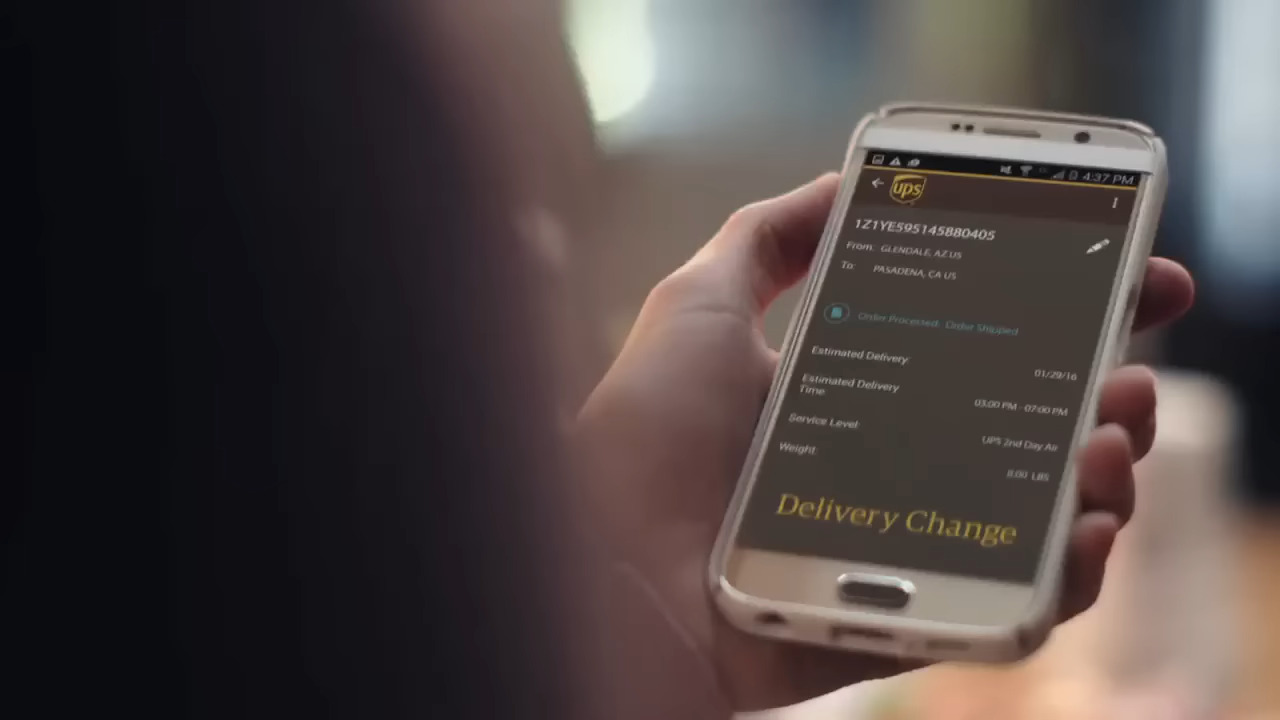 4:37 PM
ups
1Z1YE595145880405
From: GLENDALE, AZ US
To: PASADENA, CA US
Order Processed: Order Shipped
Estimated Delivery: 01/29/16
Estimated Delivery Time 03:00 PM - 07:00 PM
Service Level: UPS 2nd Day Air
Weight: 8.00 LBS
Delivery Change